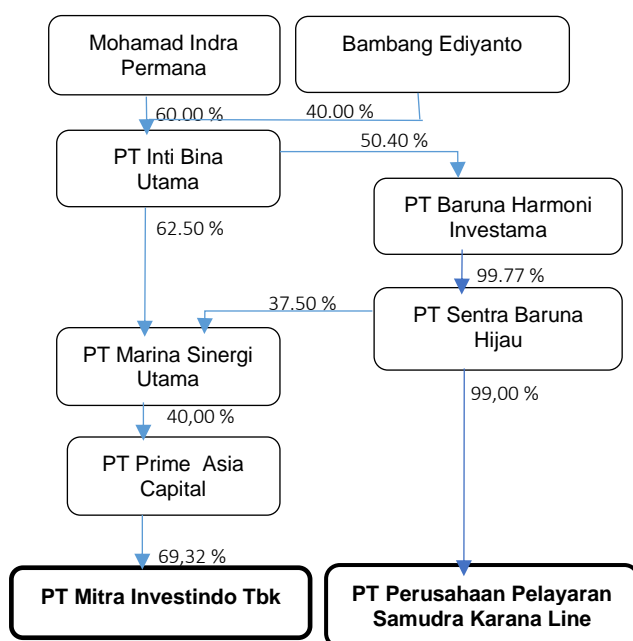 Mohamad Indra
Permana
Bambang Ediyanto
60.00 %
40.00 %
PT Inti Bina
Utama
50.40 %
PT Baruna Harmoni
Investama
62.50 %
99.77 %
37.50 %
PT Sentra Baruna
Hijau
PT Marina Sinergi
Utama
40,00 %
99,00 %
PT Prime Asia
Capital
69,32 %
PT Mitra Investindo Tbk
PT Perusahaan Pelayaran
Samudra Karana Line